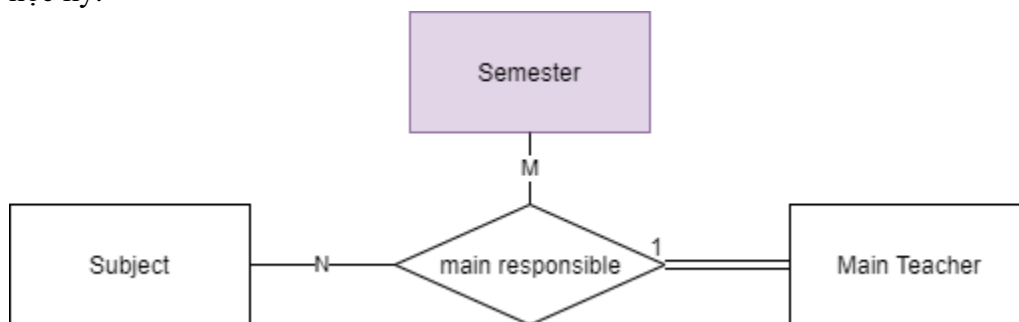 học kỳ.
Semester
M
Subject
N
main responsible
1
Main Teacher